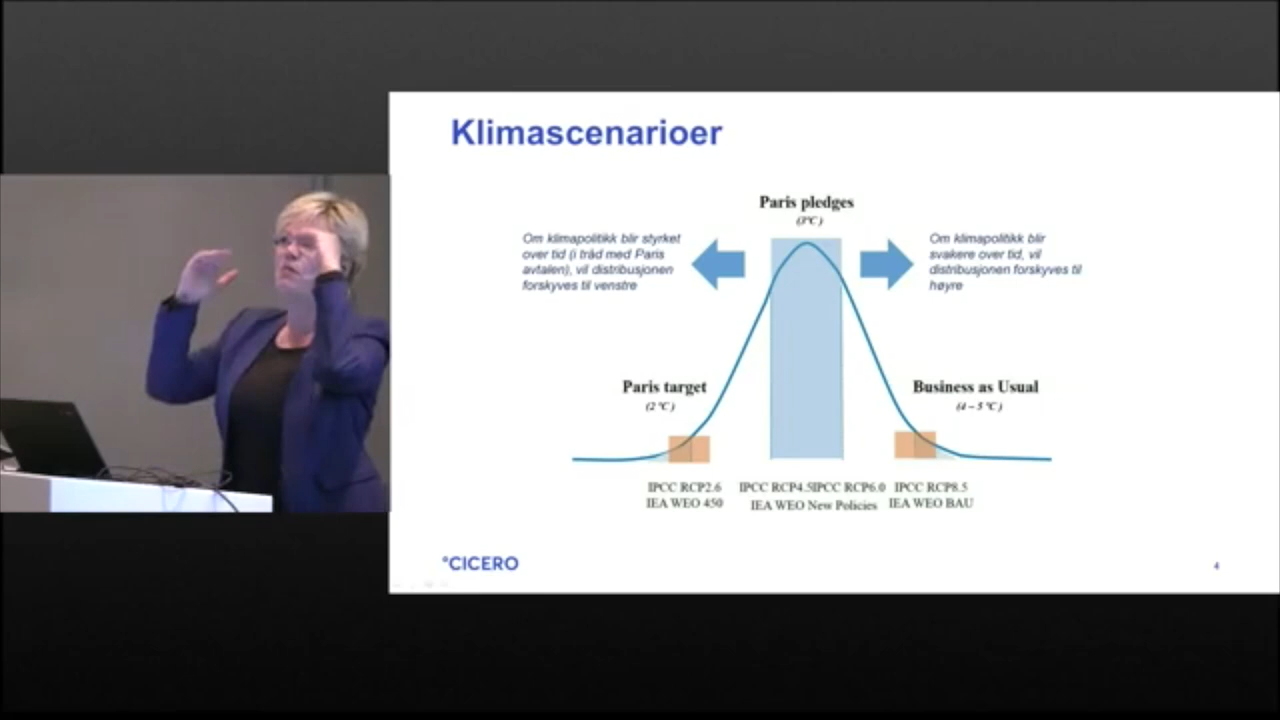 Klimascenarioer
Paris pledges
(3°C )
Om klimapolitikk blir styrket
over tid (i tråd med Paris
avtalen), vil distribusjonen
forskyves til venstre
Om klimapolitikk blir
svakere over tid, vil
distribusjonen forskyves til
høyre
Paris target
(2 °C )
Business as Usual
(4 – 5 °C )
IPCC RCP2.6
IEA WEO 450
IPCC RCP4.5IPCC RCP6.0
IEA WEO New Policies
IPCC RCP8.5
IEA WEO BAU
°CICERO
4